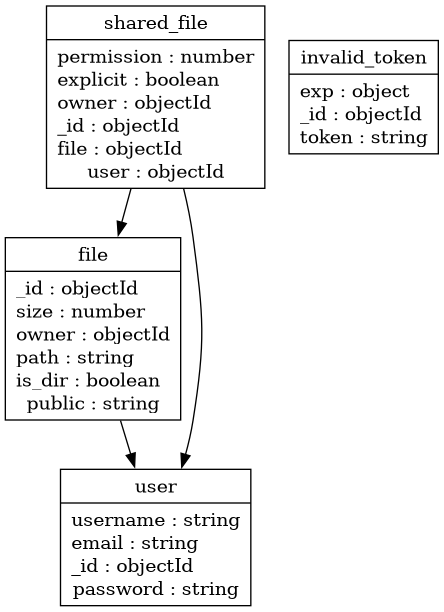 shared_file
permission : number
explicit : boolean
owner : objectId
_id : objectId
file : objectId
user : objectId
invalid_token
exp : object
_id : objectId
token : string
file
_id : objectId
size : number
owner : objectId
path : string
is_dir : boolean
public : string
user
username : string
email : string
_id : objectId
password : string